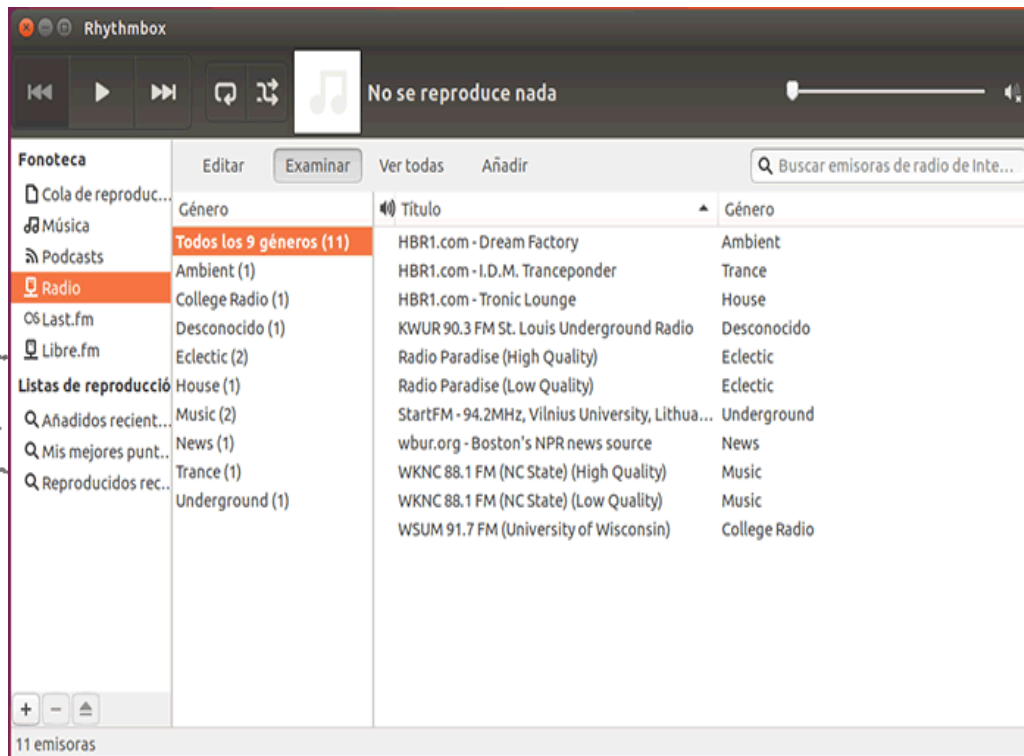 Rhythmbox
No se reproduce nada
Fonoteca
Cola de reproduc...
Música
Podcasts
Radio
Last.fm
Libre.fm
Listas de reproducció
Añadidos recient...
Mis mejores punt...
Reproducidos rec...
Editar Examinar Ver todas Añadir
Buscar emisoras de radio de Inte...
Género
Todos los 9 géneros (11)
Ambient (1)
College Radio (1)
Desconocido (1)
Eclectic (2)
House (1)
Music (2)
News (1)
Trance (1)
Underground (1)
Título Género
HBR1.com - Dream Factory Ambient
HBR1.com - I.D.M. Tranceponder Trance
HBR1.com - Tronic Lounge House
KWUR 90.3 FM St. Louis Underground Radio Desconocido
Radio Paradise (High Quality) Eclectic
Radio Paradise (Low Quality) Eclectic
StartFM - 94.2MHz, Vilnius University, Lithua... Underground
wbur.org - Boston's NPR news source News
WKNC 88.1 FM (NC State) (High Quality) Music
WKNC 88.1 FM (NC State) (Low Quality) Music
WSUM 91.7 FM (University of Wisconsin) College Radio
11 emisoras